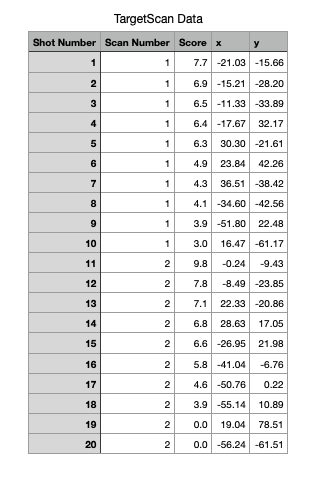 TargetScan Data
Shot Number Scan Number Score x y
1 1 7.7 -21.03 -15.66
2 1 6.9 -15.21 -28.20
3 1 6.5 -11.33 -33.89
4 1 6.4 -17.67 32.17
5 1 6.3 30.30 -21.61
6 1 4.9 23.84 42.26
7 1 4.3 36.51 -38.42
8 1 4.1 -34.60 -42.56
9 1 3.9 -51.80 22.48
10 1 3.0 16.47 -61.17
11 2 9.8 -0.24 -9.43
12 2 7.8 -8.49 -23.85
13 2 7.1 22.33 -20.86
14 2 6.8 28.63 17.05
15 2 6.6 -26.95 21.98
16 2 5.8 -41.04 -6.76
17 2 4.6 -50.76 0.22
18 2 3.9 -55.14 10.89
19 2 0.0 19.04 78.51
20 2 0.0 -56.24 -61.51